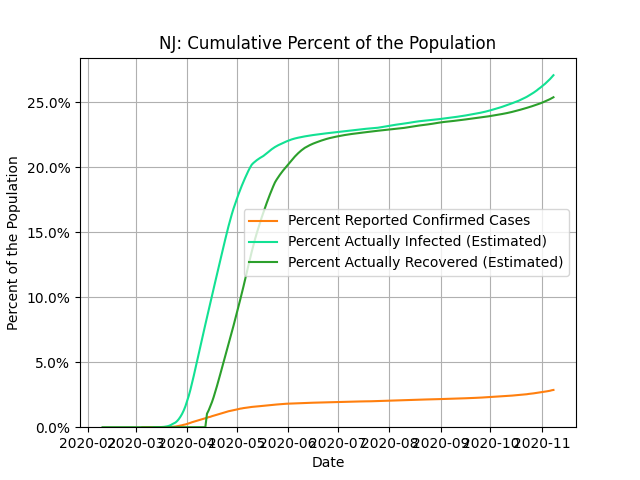 NJ: Cumulative Percent of the Population
Percent of the Population
25.0%
20.0%
15.0%
10.0%
5.0%
0.0%
Percent Reported Confirmed Cases
Percent Actually Infected (Estimated)
Percent Actually Recovered (Estimated)
2020-02 2020-03 2020-04 2020-05 2020-06 2020-07 2020-08 2020-09 2020-10 2020-11
Date